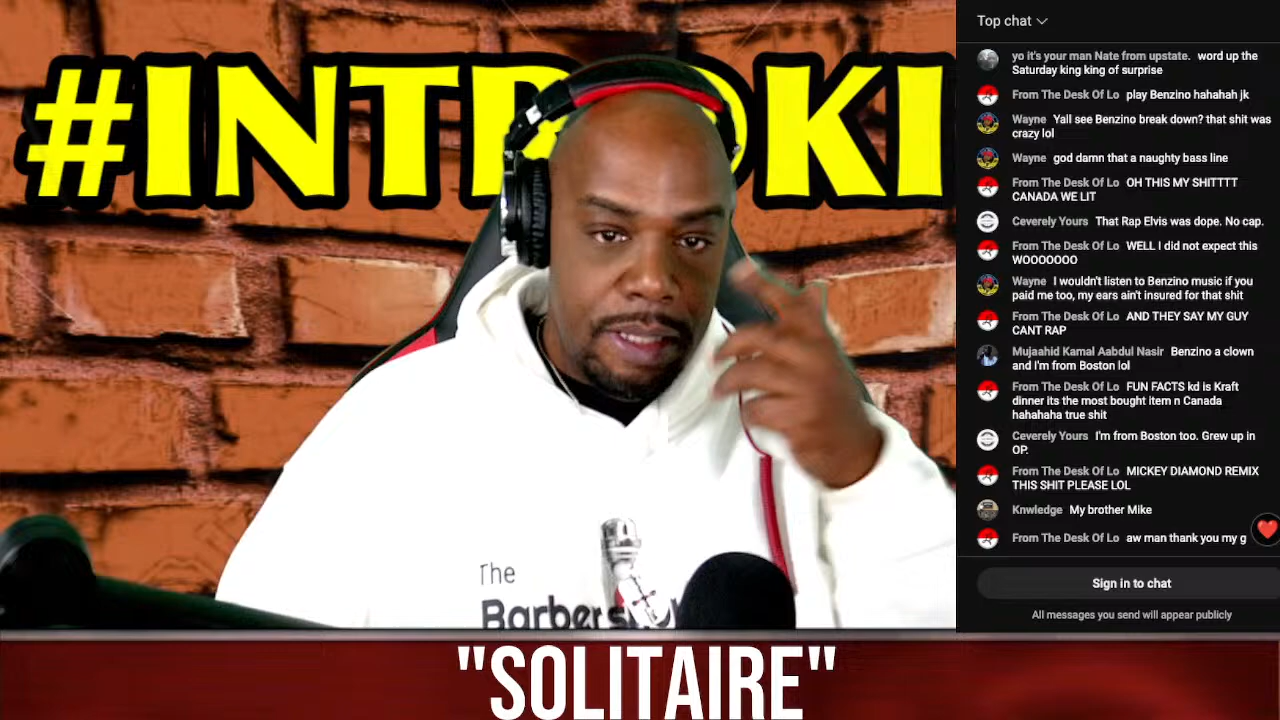 #INTR OKI
The
Barbers
"SOLITAIRE"
Top chat
yo it's your man Nate from upstate. word up the
Saturday king king of surprise
From The Desk Of Lo play Benzino hahahah jk
Wayne Yall see Benzino break down? that shit was
crazy lol
Wayne god damn that a naughty bass line
From The Desk Of Lo OH THIS MY SHITTTT
CANADA WE LIT
Ceverely Yours That Rap Elvis was dope. No cap.
From The Desk Of Lo WELL I did not expect this
WOOOOOOO
Wayne I wouldn't listen to Benzino music if you
paid me too, my ears ain't insured for that shit
From The Desk Of Lo AND THEY SAY MY GUY
CANT RAP
Mujaahid Kamal Aabdul Nasir Benzino a clown
and I'm from Boston lol
From The Desk Of Lo FUN FACTS kd is Kraft
dinner its the most bought item n Canada
hahahaha true shit
Ceverely Yours I'm from Boston too. Grew up in
OP.
From The Desk Of Lo MICKEY DIAMOND REMIX
THIS SHIT PLEASE LOL
Knwledge My brother Mike
From The Desk Of Lo aw man thank you my g
Sign in to chat
All messages you send will appear publicly